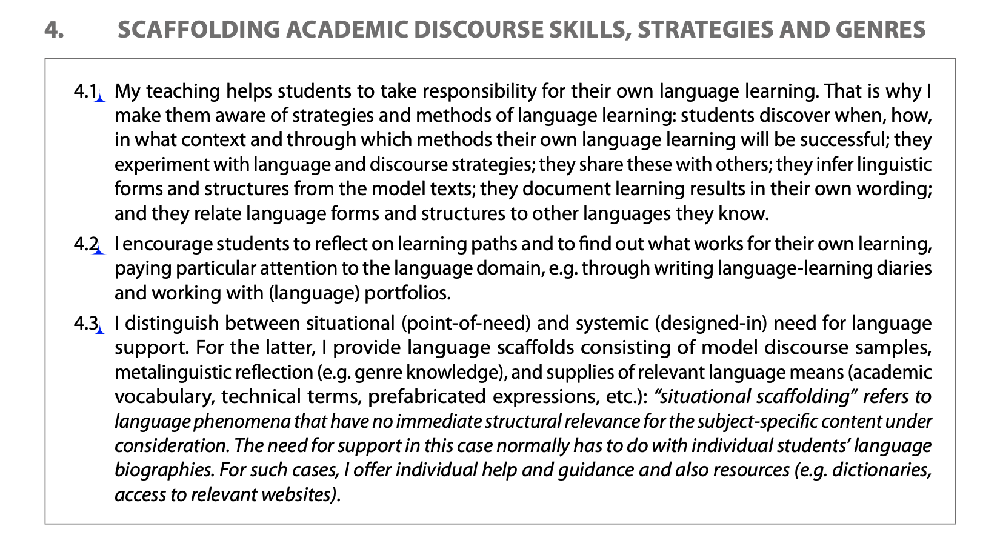 4. SCAFFOLDING ACADEMIC DISCOURSE SKILLS, STRATEGIES AND GENRES
4.1 My teaching helps students to take responsibility for their own language learning. That is why I
make them aware of strategies and methods of language learning: students discover when, how,
in what context and through which methods their own language learning will be successful; they
experiment with language and discourse strategies; they share these with others; they infer linguistic
forms and structures from the model texts; they document learning results in their own wording;
and they relate language forms and structures to other languages they know.
4.2 I encourage students to reflect on learning paths and to find out what works for their own learning,
paying particular attention to the language domain, e.g. through writing language-learning diaries
and working with (language) portfolios.
4.3 I distinguish between situational (point-of-need) and systemic (designed-in) need for language
support. For the latter, I provide language scaffolds consisting of model discourse samples,
metalinguistic reflection (e.g. genre knowledge), and supplies of relevant language means (academic
vocabulary, technical terms, prefabricated expressions, etc.): “situational scaffolding” refers to
language phenomena that have no immediate structural relevance for the subject-specific content under
consideration. The need for support in this case normally has to do with individual students’ language
biographies. For such cases, I offer individual help and guidance and also resources (e.g. dictionaries,
access to relevant websites).